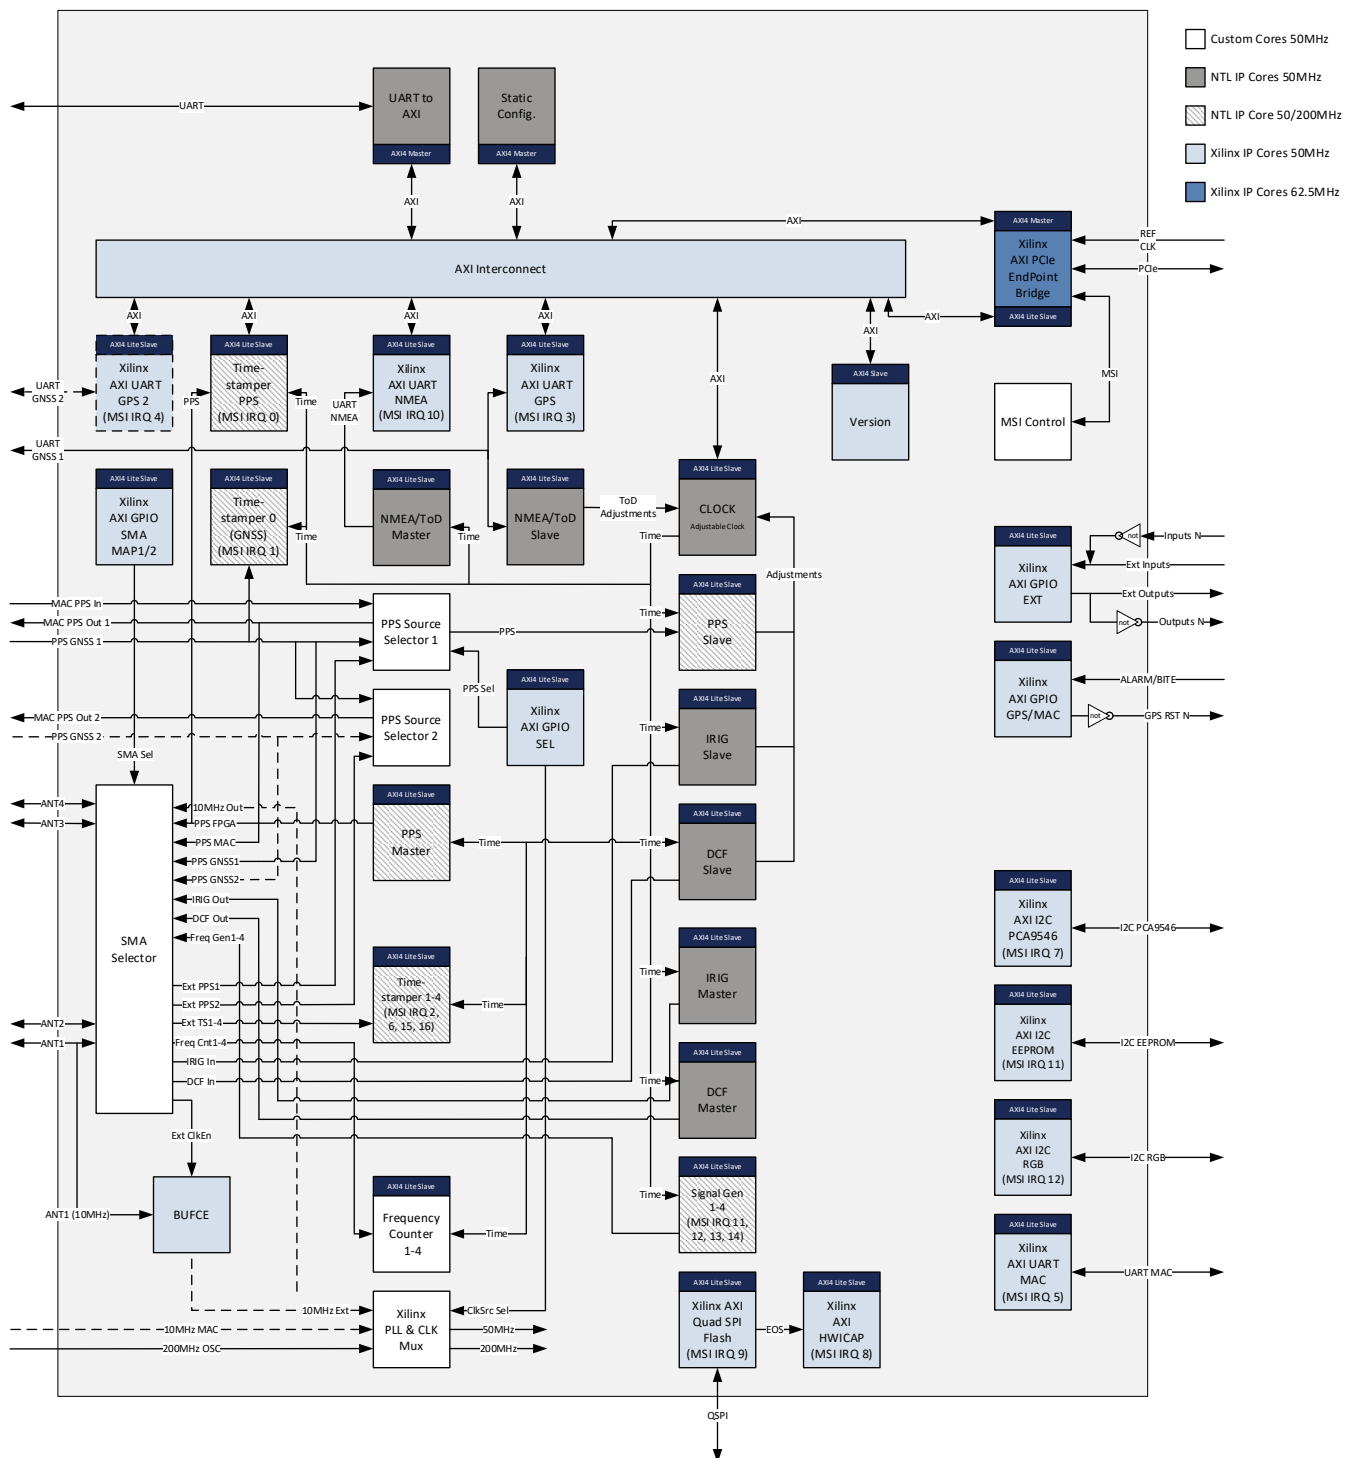 Custom Cores 50MHz
NTL IP Cores 50MHz
NTL IP Core 50/200MHz
Xilinx IP Cores 50MHz
Xilinx IP Cores 62.5MHz
UART
UART to
AXI
AXI4 Master
Static
Config.
AXI4 Master
AXI
AXI
AXI
AXI Interconnect
AXI4 Master
Xilinx
AXI PCIe
EndPoint
Bridge
AXI4 Lite Slave
REF
CLK
PCIe
AXI
AXI
AXI
AXI
AXI
AXI
AXI
MSI
UART
GNSS 2
AXI4 Lite Slave
Xilinx
AXI UART
GPS 2
(MSI IRQ 4)
PPS
AXI4 Lite Slave
Time-
stamper
PPS
(MSI IRQ 0)
Time
UART
NMEA
AXI4 Lite Slave
Xilinx
AXI UART
NMEA
(MSI IRQ 10)
AXI4 Lite Slave
Xilinx
AXI UART
GPS
(MSI IRQ 3)
AXI4 Slave
Version
MSI Control
UART
GNSS 1
AXI4 Lite Slave
Xilinx
AXI GPIO
SMA
MAP1/2
AXI4 Lite Slave
Time-
stamper 0
(GNSS)
(MSI IRQ 1)
Time
AXI4 Lite Slave
NMEA/ToD
Master
Time
AXI4 Lite Slave
NMEA/ToD
Slave
ToD
Adjustments
AXI4 Lite Slave
CLOCK
Adjustable Clock
Time
Adjustments
AXI4 Lite Slave
Xilinx
AXI GPIO
EXT
not
Inputs N
Ext Inputs
Ext Outputs
not
Outputs N
MAC PPS In
MAC PPS Out 1
PPS GNSS 1
PPS Source
Selector 1
PPS
Time
AXI4 Lite Slave
PPS
Slave
AXI4 Lite Slave
Xilinx
AXI GPIO
GPS/MAC
ALARM/BITE
not
GPS RST N
PPS Sel
AXI4 Lite Slave
Xilinx
AXI GPIO
SEL
MAC PPS Out 2
PPS GNSS 2
PPS Source
Selector 2
Time
AXI4 Lite Slave
IRIG
Slave
SMA Sel
ANT4
ANT3
SMA
Selector
10MHz Out
PPS FPGA
PPS MAC
PPS GNSS1
PPS GNSS2
IRIG Out
DCF Out
Freq Gen1-4
AXI4 Lite Slave
PPS
Master
Time
Time
AXI4 Lite Slave
DCF
Slave
AXI4 Lite Slave
Xilinx
AXI I2C
PCA9546
(MSI IRQ 7)
I2C PCA9546
Ext PPS1
Ext PPS2
Ext TS1-4
Freq Cnt1-4
IRIG In
DCF In
AXI4 Lite Slave
Time-
stamper 1-4
(MSI IRQ 2,
6, 15, 16)
Time
Time
AXI4 Lite Slave
IRIG
Master
AXI4 Lite Slave
Xilinx
AXI I2C
EEPROM
(MSI IRQ 11)
I2C EEPROM
ANT2
ANT1
Time
AXI4 Lite Slave
DCF
Master
Ext ClkEn
AXI4 Lite Slave
Xilinx
AXI I2C
RGB
(MSI IRQ 12)
I2C RGB
ANT1 (10MHz)
BUFCE
AXI4 Lite Slave
Frequency
Counter
1-4
Time
Time
AXI4 Lite Slave
Signal Gen
1-4
(MSI IRQ 11,
12, 13, 14)
AXI4 Lite Slave
Xilinx
AXI UART
MAC
(MSI IRQ 5)
UART MAC
10MHz Ext
10MHz MAC
200MHz OSC
Xilinx
PLL & CLK
Mux
ClkSrc Sel
50MHz
200MHz
AXI4 Lite Slave
Xilinx AXI
Quad SPI
Flash
(MSI IRQ 9)
EOS
AXI4 Lite Slave
Xilinx
AXI
HWICAP
(MSI IRQ 8)
QSPI